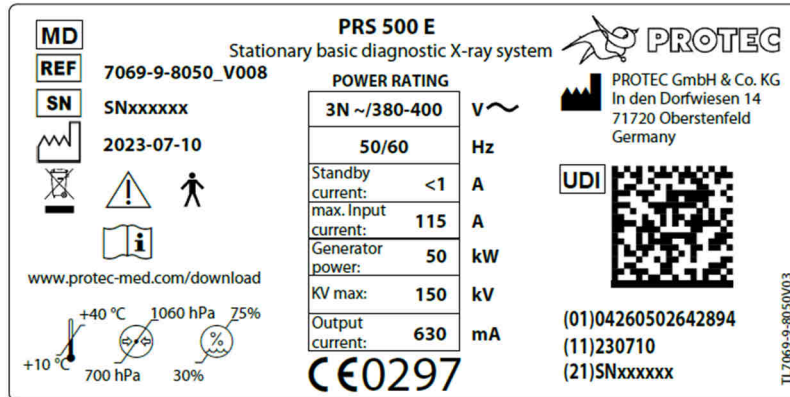 PRS 500 E
Stationary basic diagnostic X-ray system
PROTEC
MD
REF 7069-9-8050_V008
SN SNxxxxxx
2023-07-10
i
www.protec-med.com/download
+10 °C +40 °C
700 hPa 1060 hPa
% 30% 75%
POWER RATING
3N ~/380-400 V~
50/60 Hz
Standby
current: <1 A
max. Input
current: 115 A
Generator
power: 50 kW
KV max: 150 kV
Output
current: 630 mA
CE0297
PROTEC GmbH & Co. KG
In den Dorfwiesen 14
71720 Oberstenfeld
Germany
UDI
(01)04260502642894
(11)230710
(21)SNxxxxxx
TL7069-9-8050V03